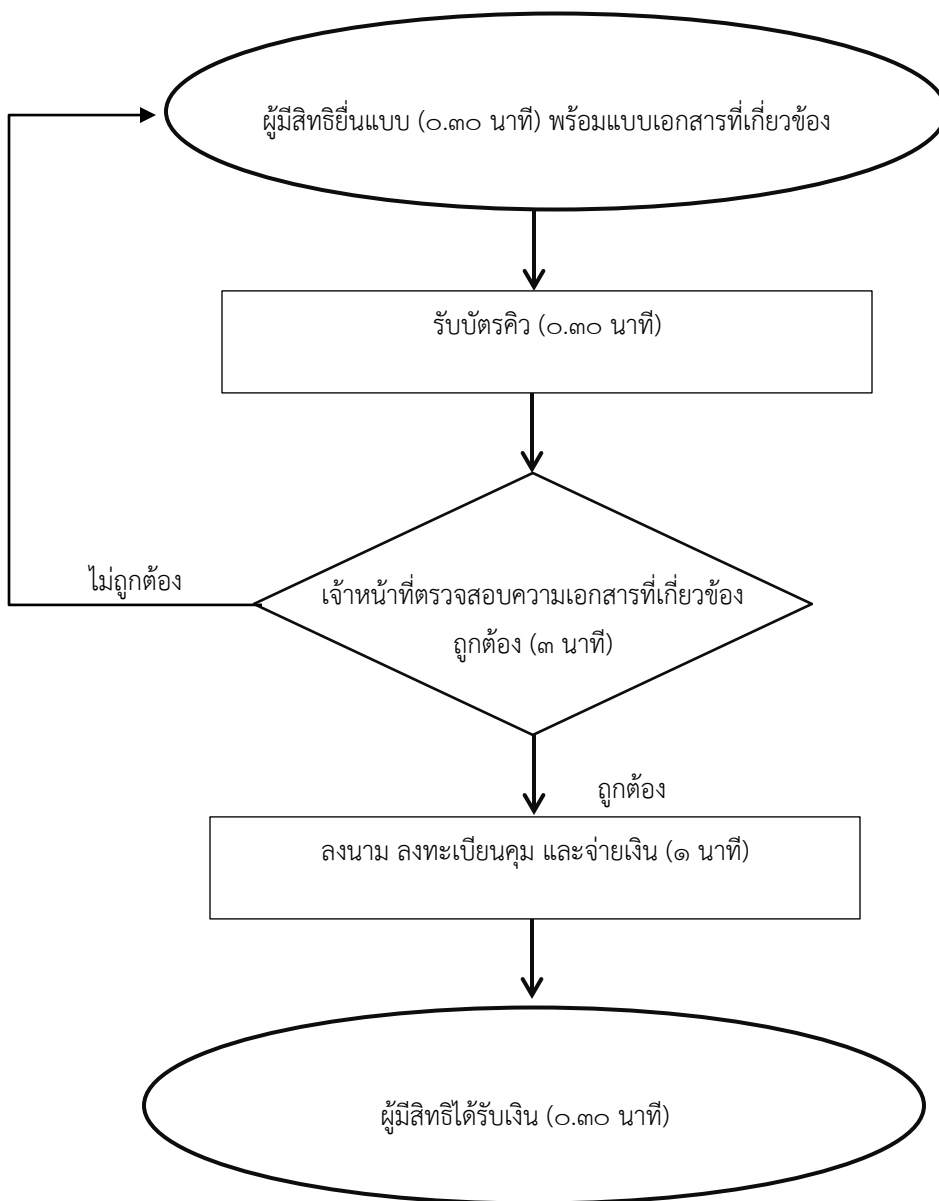 ผู้มีสิทธิยื่นแบบ (๐.๓๐ นาที) พร้อมแบบเอกสารที่เกี่ยวข้อง
รับบัตรคิว (๐.๓๐ นาที)
ไม่ถูกต้อง
เจ้าหน้าที่ตรวจสอบความเอกสารที่เกี่ยวข้อง
ถูกต้อง (๓ นาที)
ถูกต้อง
ลงนาม ลงทะเบียนคุม และจ่ายเงิน (๑ นาที)
ผู้มีสิทธิได้รับเงิน (๐.๓๐ นาที)